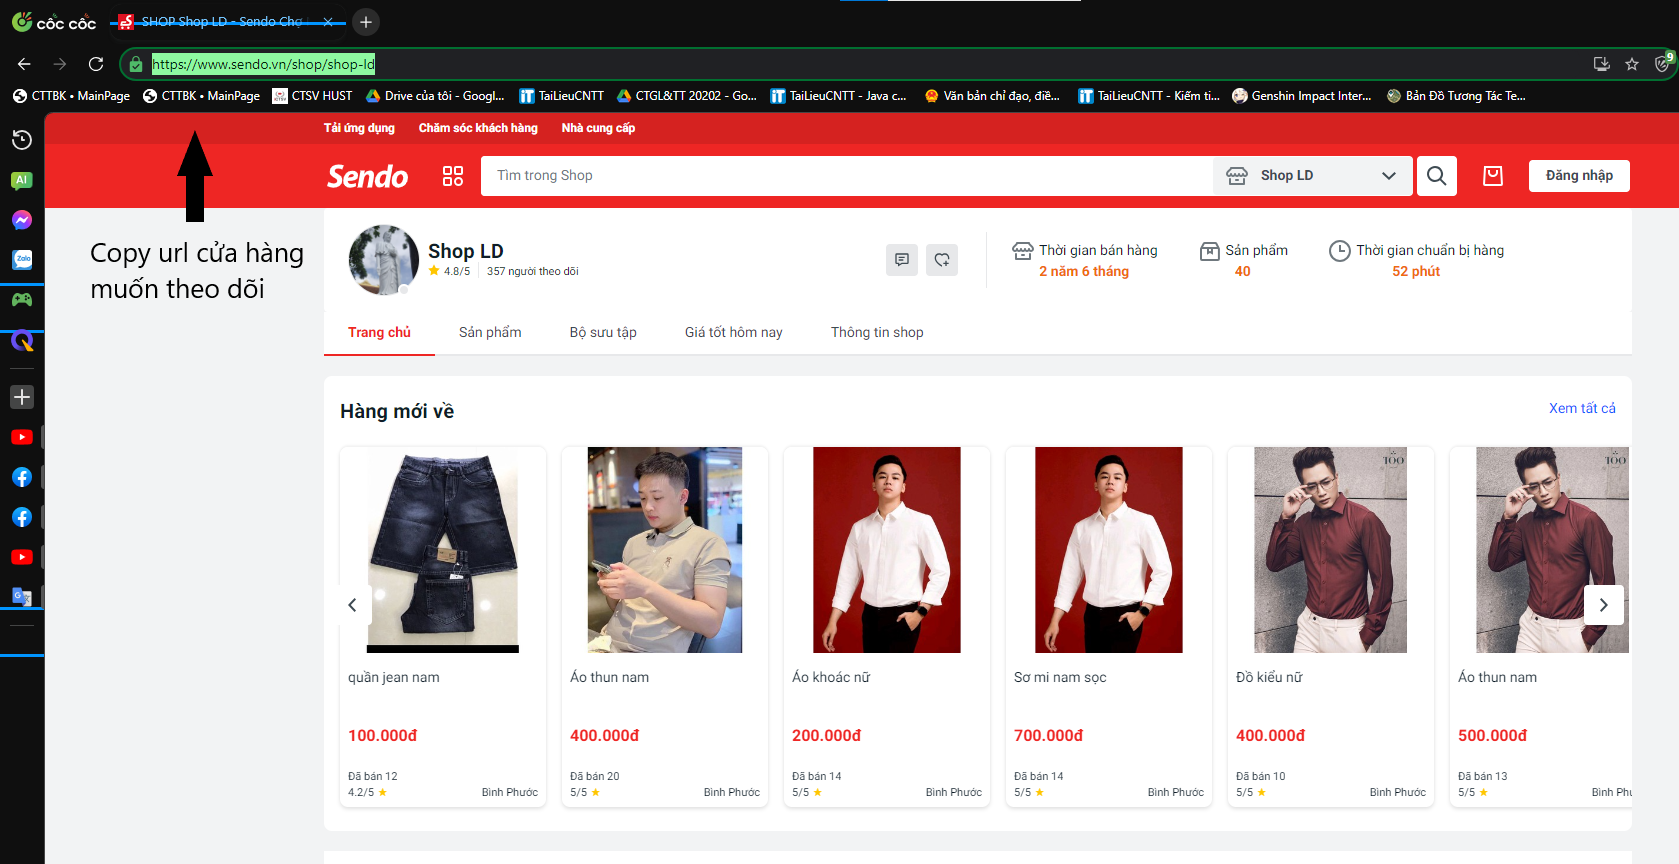 cốc cốc
SHOP Shop LD - Sendo Chợ
https://www.sendo.vn/shop/shop-ld
9
CTTBK • MainPage
CTTBK • MainPage
CTSV HUST
Drive của tôi - Googl...
TaiLieuCNTT
CTGL&TT 20202 - Go...
TaiLieuCNTT - Java c...
Văn bản chỉ đạo, điề...
TaiLieuCNTT - Kiếm ti...
Genshin Impact Inter...
Bản Đồ Tương Tác Te...
Tải ứng dụng
Chăm sóc khách hàng
Nhà cung cấp
AI
Sendo
Tìm trong Shop
Shop LD
Đăng nhập
Copy url cửa hàng
muốn theo dõi
Zalo
Shop LD
4.8/5
357 người theo dõi
Thời gian bán hàng
2 năm 6 tháng
Sản phẩm
40
Thời gian chuẩn bị hàng
52 phút
Trang chủ
Sản phẩm
Bộ sưu tập
Giá tốt hôm nay
Thông tin shop
Hàng mới về
Xem tất cả
TOO
TOO
quần jean nam
Áo thun nam
Áo khoác nữ
Sơ mi nam sọc
Đồ kiểu nữ
Áo thun nam
100.000đ
400.000đ
200.000đ
700.000đ
400.000đ
500.000đ
Đã bán 12
Đã bán 20
Đã bán 14
Đã bán 14
Đã bán 10
Đã bán 13
4.2/5
Bình Phước
5/5
Bình Phước
5/5
Bình Phước
5/5
Bình Phước
5/5
Bình Phước
5/5
Bình Phư